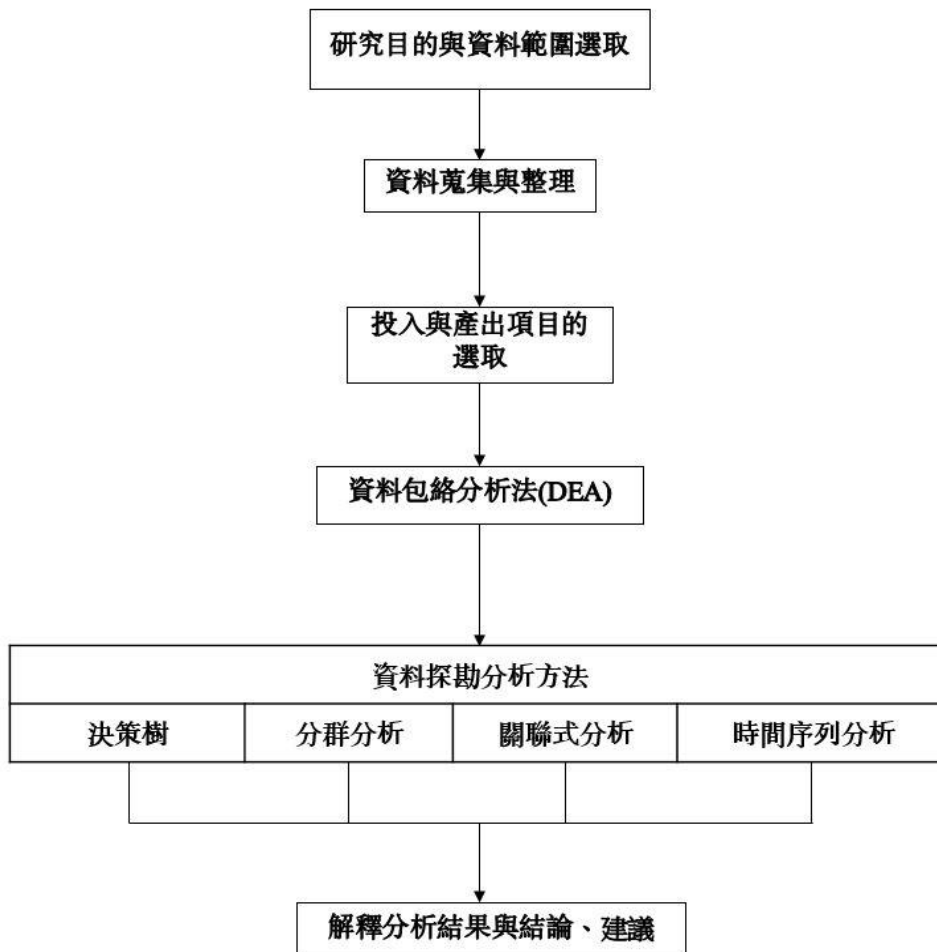 研究目的與資料範圍選取
資料蒐集與整理
投入與產出項目的
選取
資料包絡分析法(DEA)
資料探勘分析方法
決策樹
分群分析
關聯式分析
時間序列分析
解釋分析結果與結論、建議